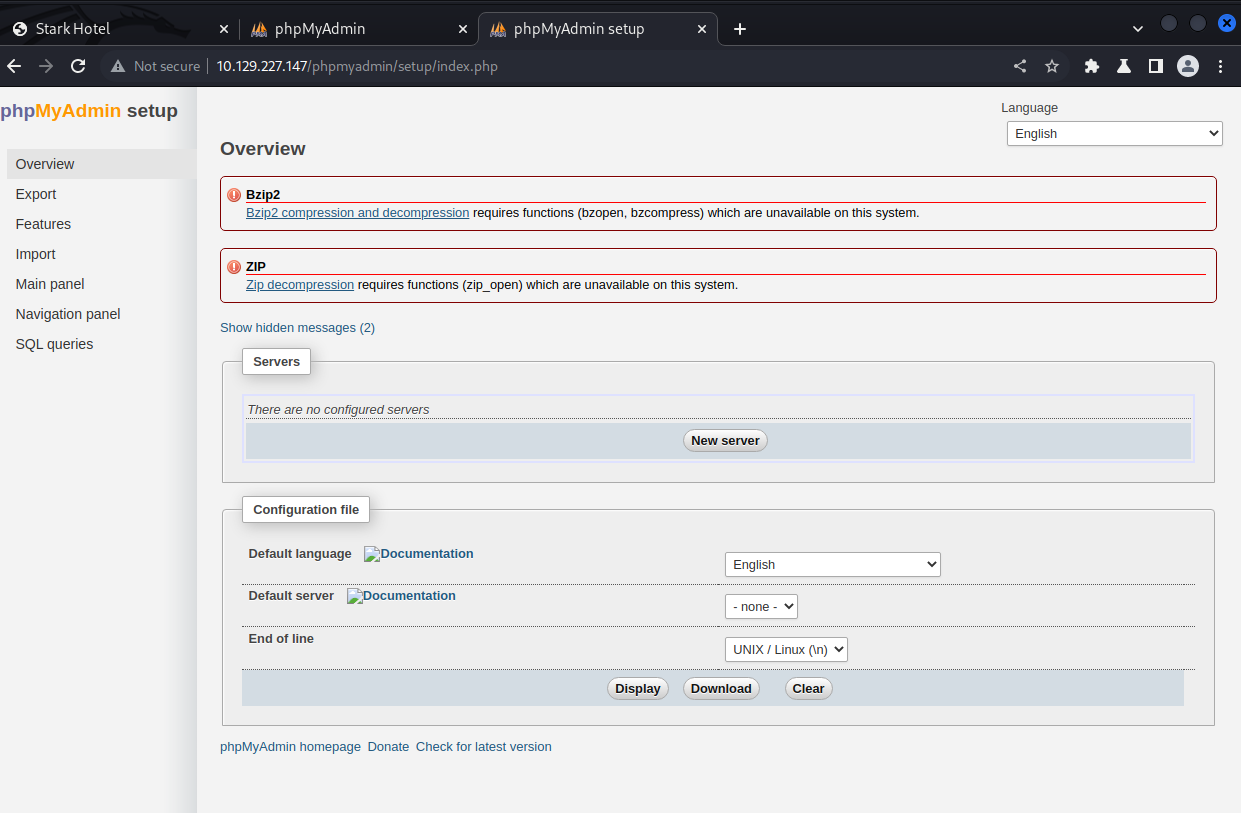 Stark Hotel
phpMyAdmin
phpMyAdmin setup
Not secure 10.129.227.147/phpmyadmin/setup/index.php
phpMyAdmin setup
Language
English
Overview
Export
Features
Import
Main panel
Navigation panel
SQL queries
Overview
Bzip2
Bzip2 compression and decompression requires functions (bzopen, bzcompress) which are unavailable on this system.
ZIP
Zip decompression requires functions (zip_open) which are unavailable on this system.
Show hidden messages (2)
Servers
There are no configured servers
New server
Configuration file
Default language Documentation English
Default server Documentation - none -
End of line UNIX / Linux (\n)
Display Download Clear
phpMyAdmin homepage Donate Check for latest version